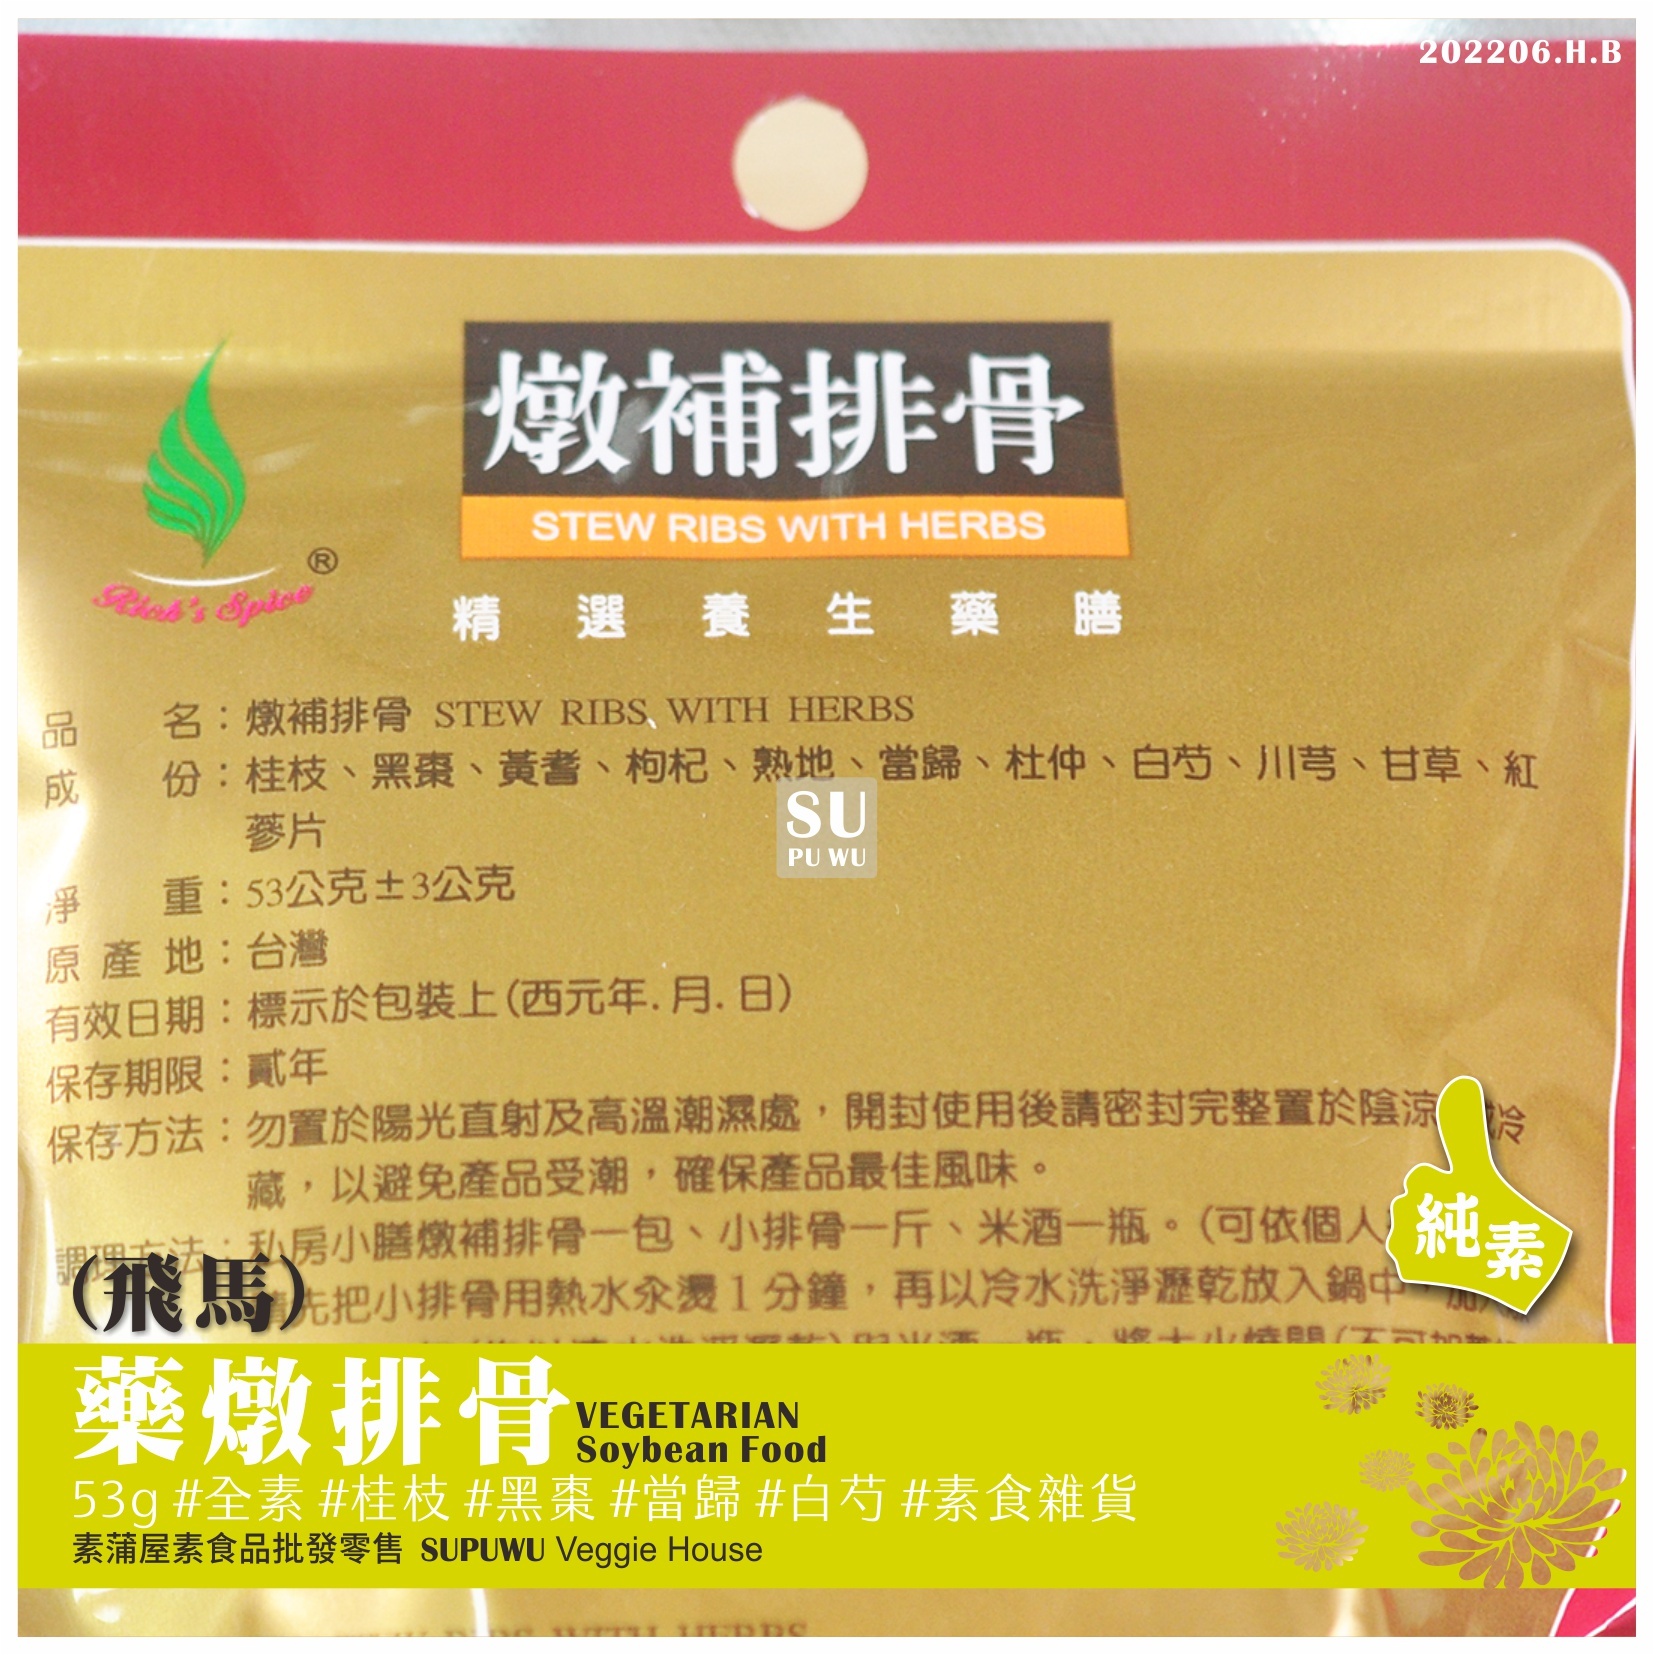 202206.H.B
燉補排骨
STEW RIBS WITH HERBS
®
Rich's Spice
精選養生藥膳
品名：燉補排骨 STEW RIBS WITH HERBS
成份：桂枝、黑棗、黃耆、枸杞、熟地、當歸、杜仲、白芍、川芎、甘草、紅
蔘片
SU
PU WU
淨重：53公克±3公克
原產地：台灣
有效日期：標示於包裝上(西元年.月.日)
保存期限：貳年
保存方法：勿置於陽光直射及高溫潮濕處，開封使用後請密封完整置於陰涼 冷
藏，以避免產品受潮，確保產品最佳風味。
調理方法：私房小膳燉補排骨一包、小排骨一斤、米酒一瓶。(可依個人
先把小排骨用熱水汆燙1分鐘，再以冷水洗淨瀝乾放入鍋中
純素
(飛馬)
藥燉排骨 VEGETARIAN
Soybean Food
53g #全素 #桂枝 #黑棗 #當歸 #白芍 #素食雜貨
素蒲屋素食品批發零售 SUPUWU Veggie House